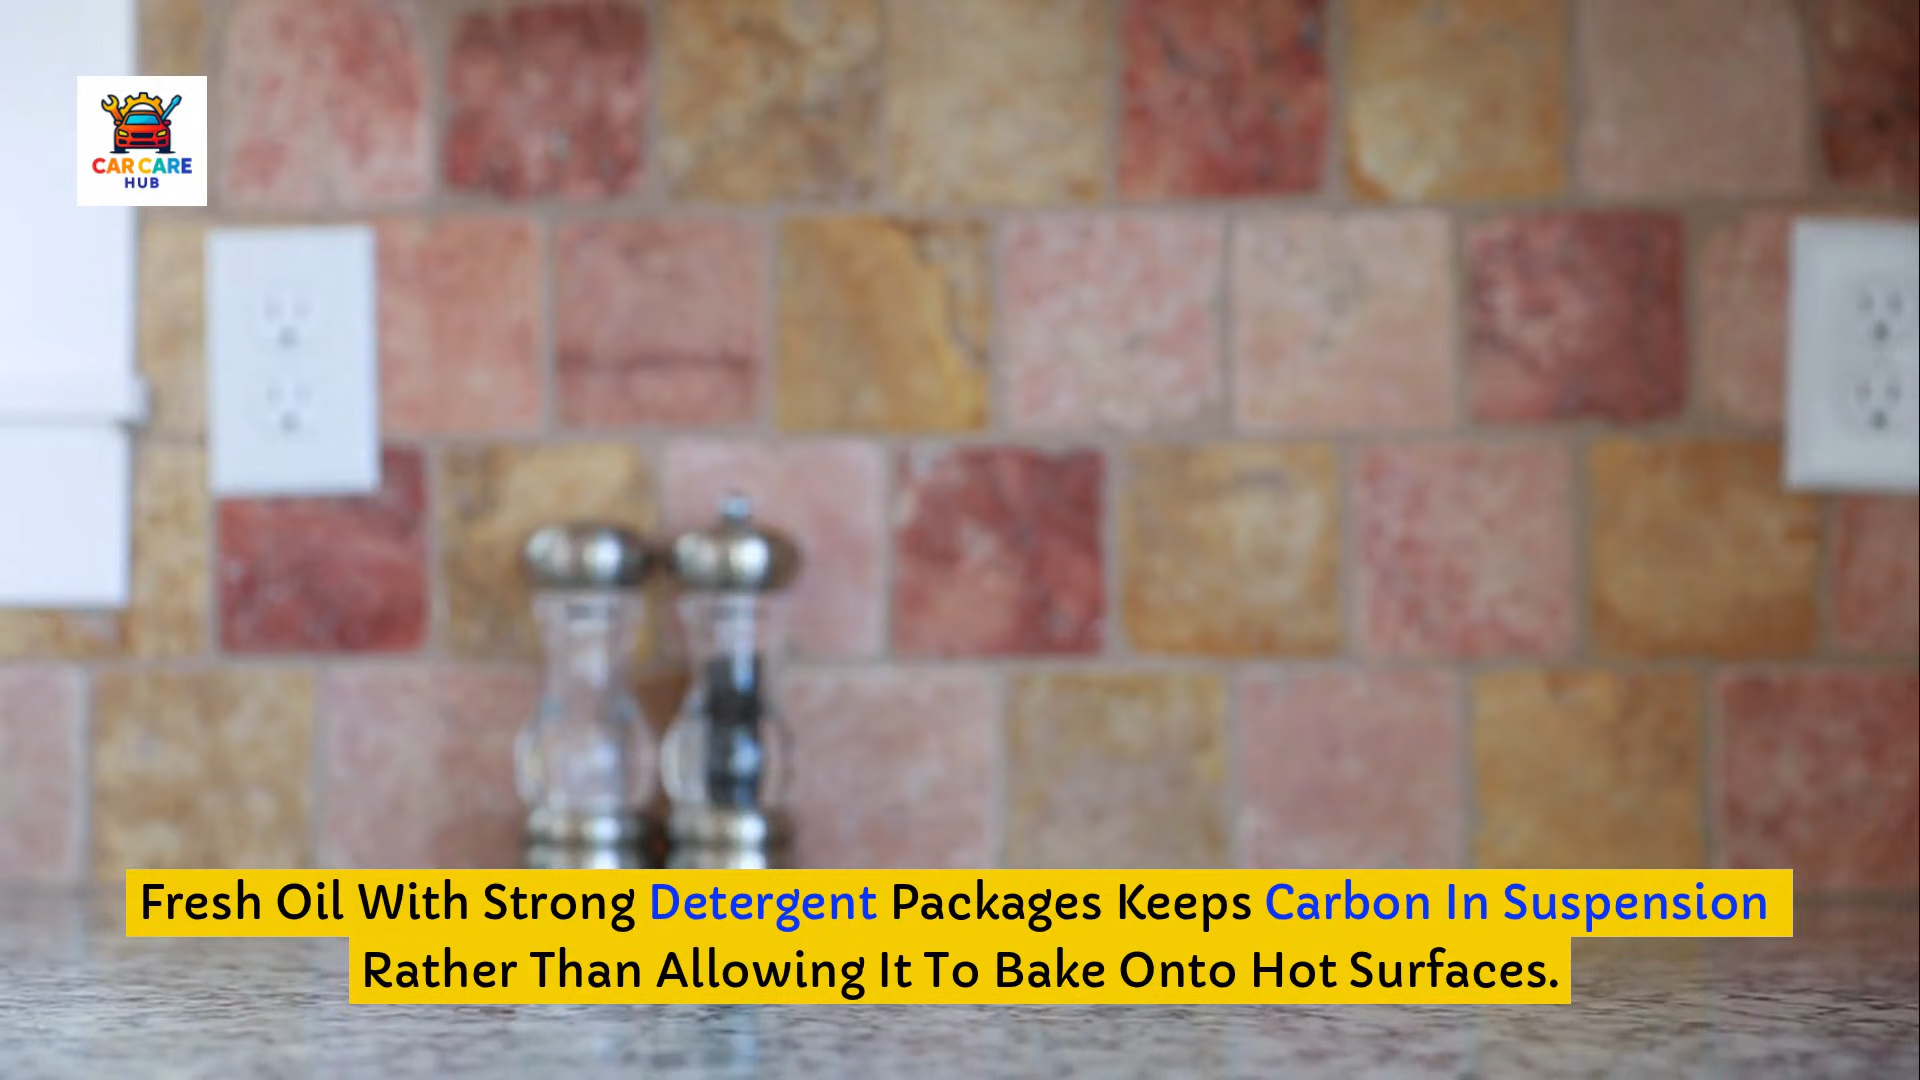 CAR CARE
HUB
Fresh Oil With Strong Detergent Packages Keeps Carbon In Suspension
Rather Than Allowing It To Bake Onto Hot Surfaces.